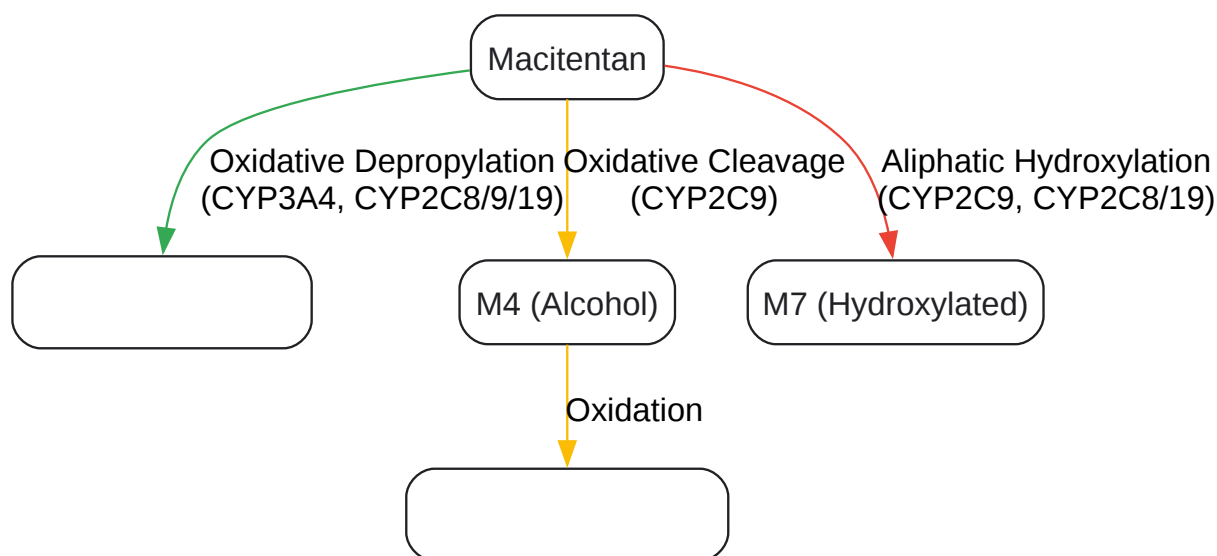 Macitentan
Oxidative Depropylation
(CYP3A4, CYP2C8/9/19)
Oxidative Cleavage
(CYP2C9)
Aliphatic Hydroxylation
(CYP2C9, CYP2C8/19)
M4 (Alcohol)
M7 (Hydroxylated)
Oxidation